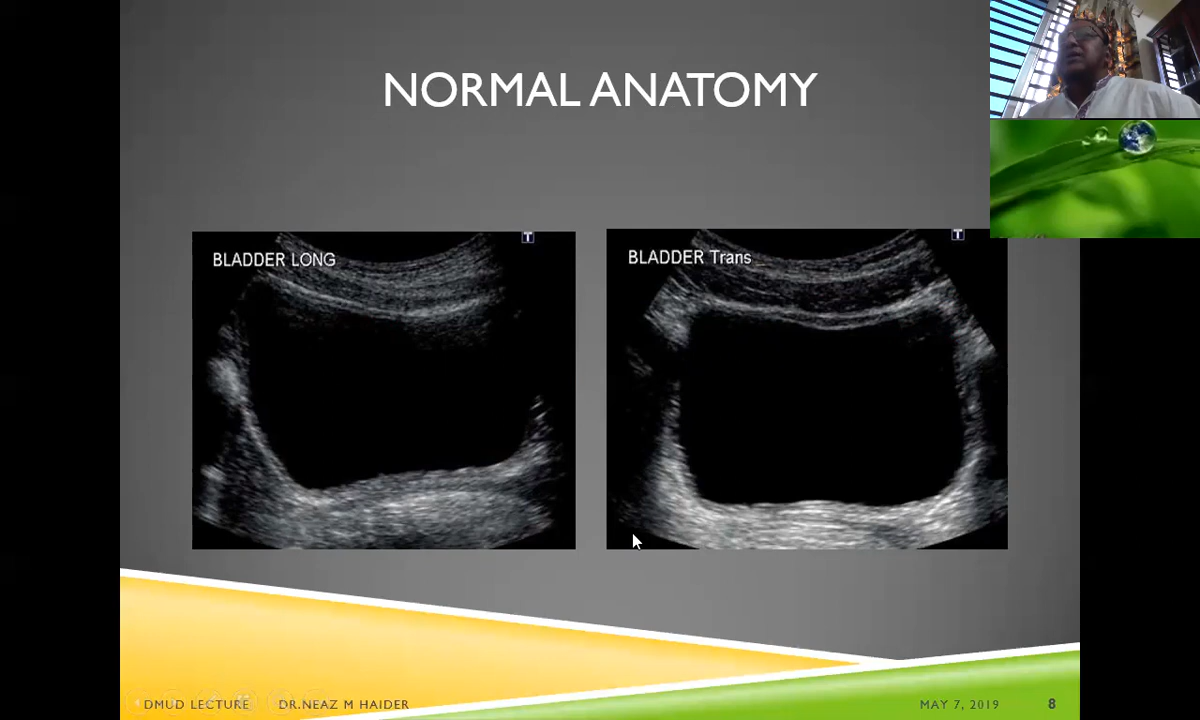 NORMAL ANATOMY
BLADDER LONG
T
BLADDER Trans
T
DMUD LECTURE DR.NEAZ M HAIDER
MAY 7, 2019
8